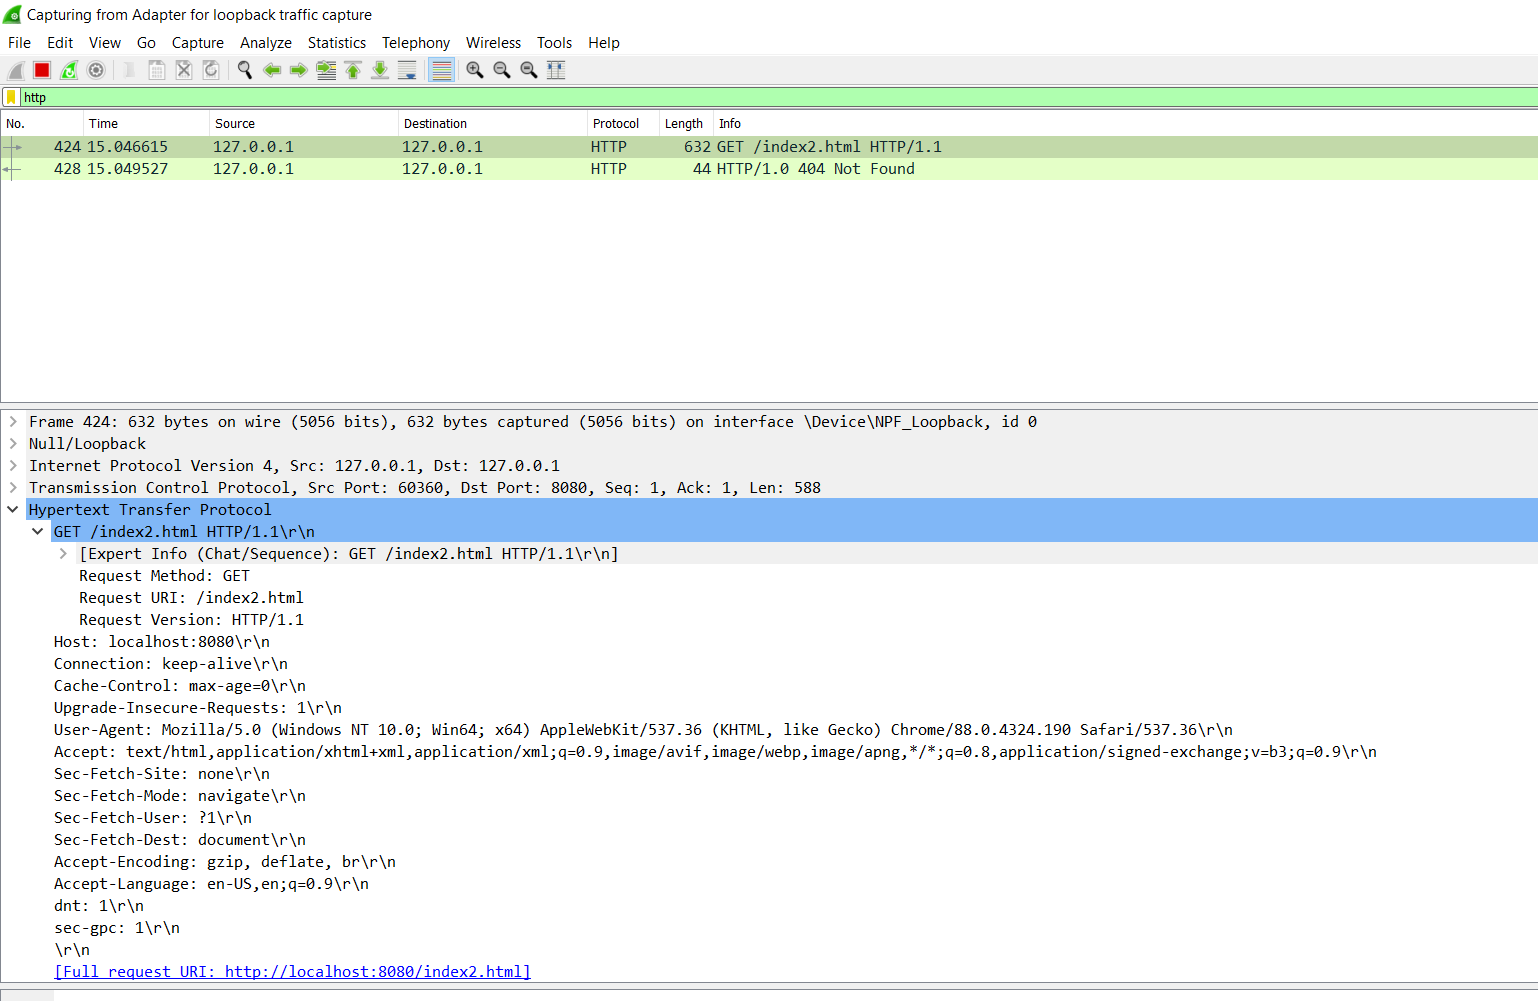 Capturing from Adapter for loopback traffic capture
File Edit View Go Capture Analyze Statistics Telephony Wireless Tools Help
http
No. Time Source Destination Protocol Length Info
424 15.046615 127.0.0.1 127.0.0.1 HTTP 632 GET /index2.html HTTP/1.1
428 15.049527 127.0.0.1 127.0.0.1 HTTP 44 HTTP/1.0 404 Not Found
Frame 424: 632 bytes on wire (5056 bits), 632 bytes captured (5056 bits) on interface \Device\NPF_Loopback, id 0
Null/Loopback
Internet Protocol Version 4, Src: 127.0.0.1, Dst: 127.0.0.1
Transmission Control Protocol, Src Port: 60360, Dst Port: 8080, Seq: 1, Ack: 1, Len: 588
Hypertext Transfer Protocol
GET /index2.html HTTP/1.1\r\n
[Expert Info (Chat/Sequence): GET /index2.html HTTP/1.1\r\n]
Request Method: GET
Request URI: /index2.html
Request Version: HTTP/1.1
Host: localhost:8080\r\n
Connection: keep-alive\r\n
Cache-Control: max-age=0\r\n
Upgrade-Insecure-Requests: 1\r\n
User-Agent: Mozilla/5.0 (Windows NT 10.0; Win64; x64) AppleWebKit/537.36 (KHTML, like Gecko) Chrome/88.0.4324.190 Safari/537.36\r\n
Accept: text/html,application/xhtml+xml,application/xml;q=0.9,image/avif,image/webp,image/apng,*/*;q=0.8,application/signed-exchange;v=b3;q=0.9\r\n
Sec-Fetch-Site: none\r\n
Sec-Fetch-Mode: navigate\r\n
Sec-Fetch-User: ?1\r\n
Sec-Fetch-Dest: document\r\n
Accept-Encoding: gzip, deflate, br\r\n
Accept-Language: en-US,en;q=0.9\r\n
dnt: 1\r\n
sec-gpc: 1\r\n
\r\n
[Full request URI: http://localhost:8080/index2.html]